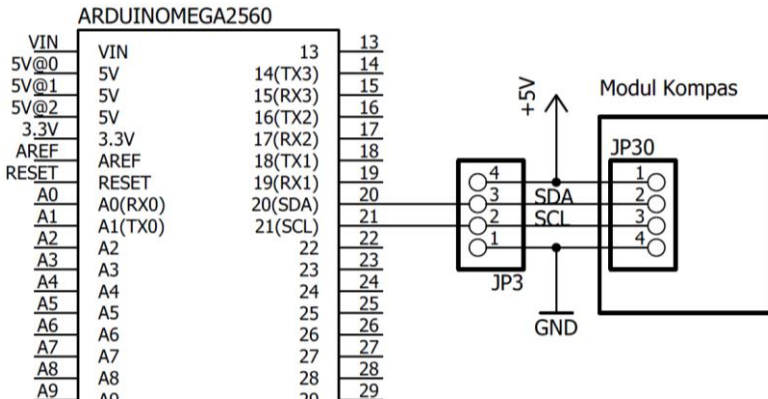 ARDUINOMEGA2560
VIN VIN 13 13
5V@0 5V 14(TX3) 14
5V@1 5V 15(RX3) 15
5V@2 5V 16(TX2) 16
3.3V 3.3V 17(RX2) 17
AREF AREF 18(TX1) 18
RESET RESET 19(RX1) 19
A0 A0(RX0) 20(SDA) 20
A1 A1(TX0) 21(SCL) 21
A2 A2 22 22
A3 A3 23 23
A4 A4 24 24
A5 A5 25 25
A6 A6 26 26
A7 A7 27 27
A8 A8 28 28
A9 A9 29 29
+5V
4
3 SDA
2 SCL
1
JP3
GND
Modul Kompas
JP30
1
2
3
4